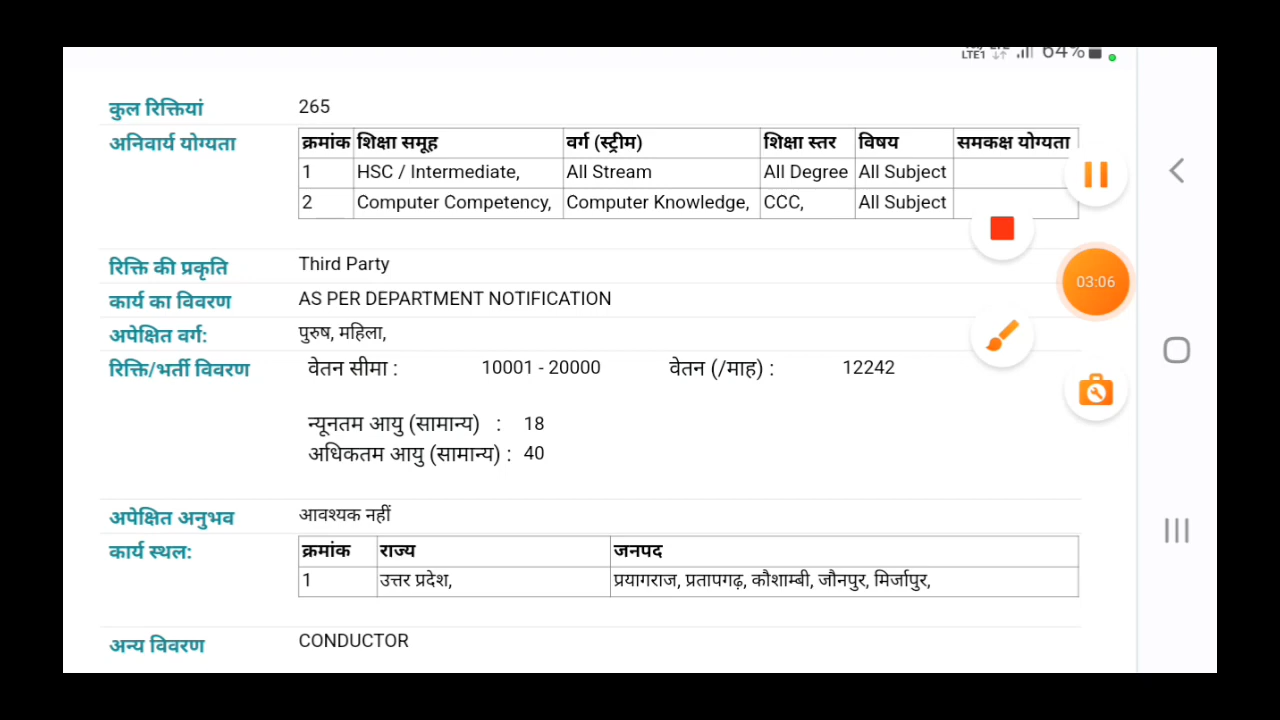 64%
LTE1
कुल रिक्तियां 265
अनिवार्य योग्यता क्रमांक शिक्षा समूह वर्ग (स्ट्रीम) शिक्षा स्तर विषय समकक्ष योग्यता
1 HSC / Intermediate, All Stream All Degree All Subject
2 Computer Competency, Computer Knowledge, CCC, All Subject
रिक्ति की प्रकृति Third Party
03:06
कार्य का विवरण AS PER DEPARTMENT NOTIFICATION
अपेक्षित वर्ग: पुरुष, महिला,
रिक्ति/भर्ती विवरण वेतन सीमा : 10001 - 20000 वेतन (/माह) : 12242
न्यूनतम आयु (सामान्य) : 18
अधिकतम आयु (सामान्य) : 40
अपेक्षित अनुभव आवश्यक नहीं
कार्य स्थल: क्रमांक राज्य जनपद
1 उत्तर प्रदेश, प्रयागराज, प्रतापगढ़, कौशाम्बी, जौनपुर, मिर्जापुर,
अन्य विवरण CONDUCTOR